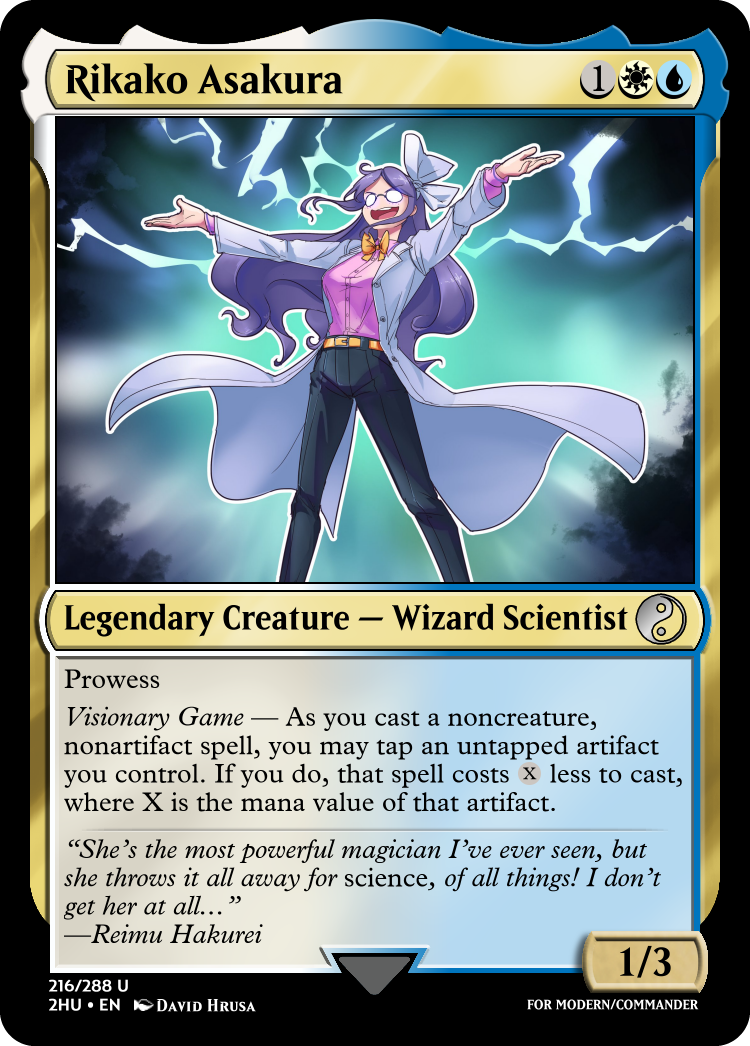 Rikako Asakura 1
Legendary Creature — Wizard Scientist
Prowess
Visionary Game — As you cast a noncreature,
nonartifact spell, you may tap an untapped artifact
you control. If you do, that spell costs X less to cast,
where X is the mana value of that artifact.
“She’s the most powerful magician I’ve ever seen, but
she throws it all away for science, of all things! I don’t
get her at all…”
—Reimu Hakurei
1/3
216/288 U
2HU • EN David Hrusa
FOR MODERN/COMMANDER